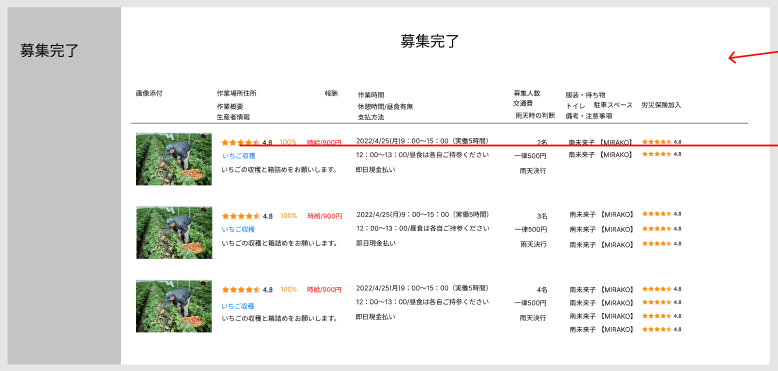 募集完了
募集完了
画像添付
作業場所住所
報酬
作業概要
生産者情報
作業時間
休憩時間/昼食有無
支払方法
募集人数
交通費
雨天時の判断
服装・持ち物
トイレ 駐車スペース 労災保険加入
備考・注意事項
4.8 100% 時給/900円
いちご収穫
いちごの収穫と箱詰めをお願いします。
2022/4/25(月)9:00〜15:00(実働5時間)
12:00〜13:00/昼食は各自ご持参ください
即日現金払い
2名
一律500円
雨天決行
南未来子 【MIRAKO】 4.8
南未来子 【MIRAKO】 4.8
4.8 100% 時給/900円
いちご収穫
いちごの収穫と箱詰めをお願いします。
2022/4/25(月)9:00〜15:00(実働5時間)
12:00〜13:00/昼食は各自ご持参ください
即日現金払い
3名
一律500円
雨天決行
南未来子 【MIRAKO】 4.8
南未来子 【MIRAKO】 4.8
南未来子 【MIRAKO】 4.8
4.8 100% 時給/900円
いちご収穫
いちごの収穫と箱詰めをお願いします。
2022/4/25(月)9:00〜15:00(実働5時間)
12:00〜13:00/昼食は各自ご持参ください
即日現金払い
4名
一律500円
雨天決行
南未来子 【MIRAKO】 4.8
南未来子 【MIRAKO】 4.8
南未来子 【MIRAKO】 4.8
南未来子 【MIRAKO】 4.8